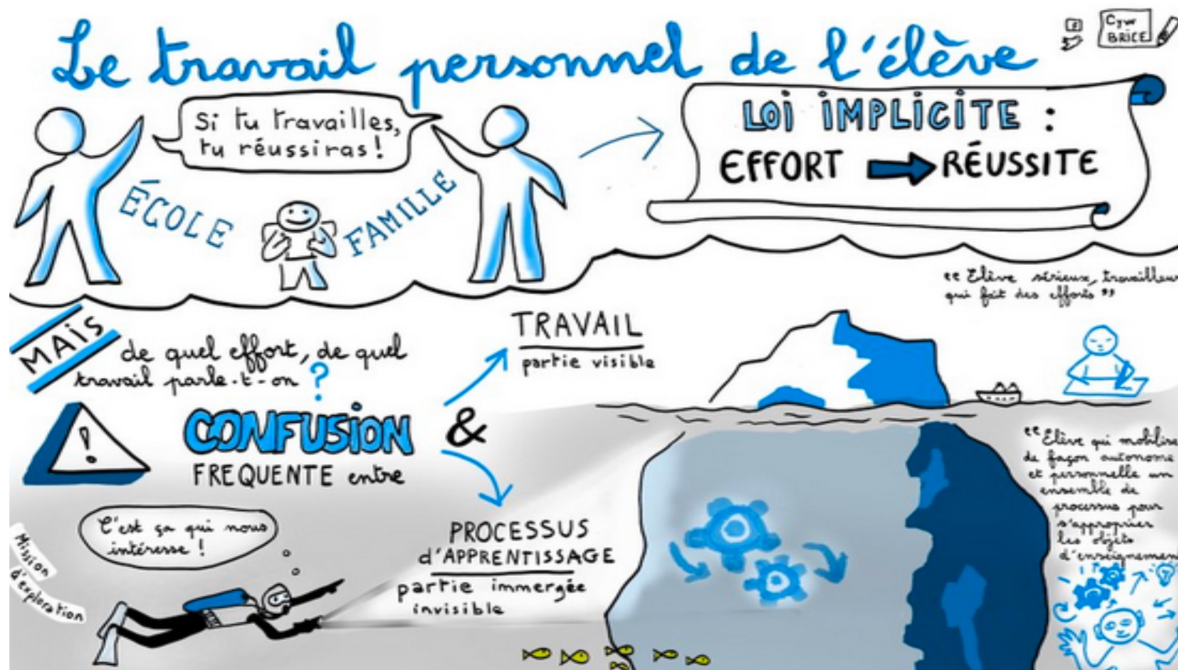 Le travail personnel de l'élève
Cyw
BRICE
Si tu travailles,
tu réussiras !
ÉCOLE
FAMILLE
LOI IMPLICITE :
EFFORT RÉUSSITE
"Elève sérieux, travailleur
qui fait des efforts"
MAIS
de quel effort, de quel
travail parle-t-on ?
!
CONFUSION
FREQUENTE entre
&
TRAVAIL
partie visible
PROCESSUS
d'APPRENTISSAGE
partie immergée
invisible
C'est ça qui nous
intéresse !
Mission
d'exploration
"Elève qui mobilise
de façon autonome
et personnelle un
ensemble de
processus pour
s'approprier
les objets
d'enseignement